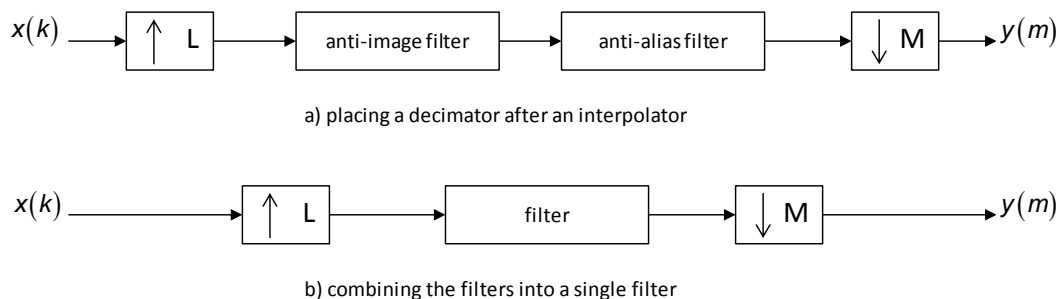 x(k) ↑ L anti-image filter anti-alias filter ↓ M y(m)
a) placing a decimator after an interpolator
x(k) ↑ L filter ↓ M y(m)
b) combining the filters into a single filter